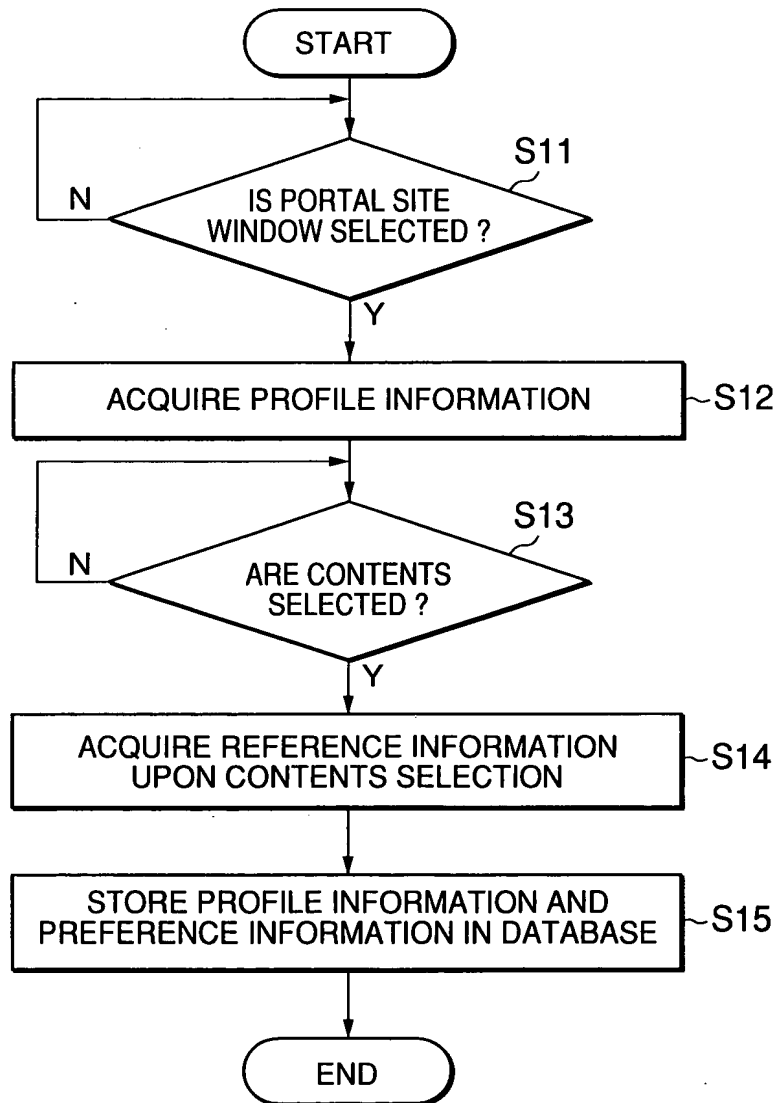 START
S11
N
IS PORTAL SITE
WINDOW SELECTED ?
Y
ACQUIRE PROFILE INFORMATION
S12
S13
N
ARE CONTENTS
SELECTED ?
Y
ACQUIRE REFERENCE INFORMATION
UPON CONTENTS SELECTION
S14
STORE PROFILE INFORMATION AND
PREFERENCE INFORMATION IN DATABASE
S15
END